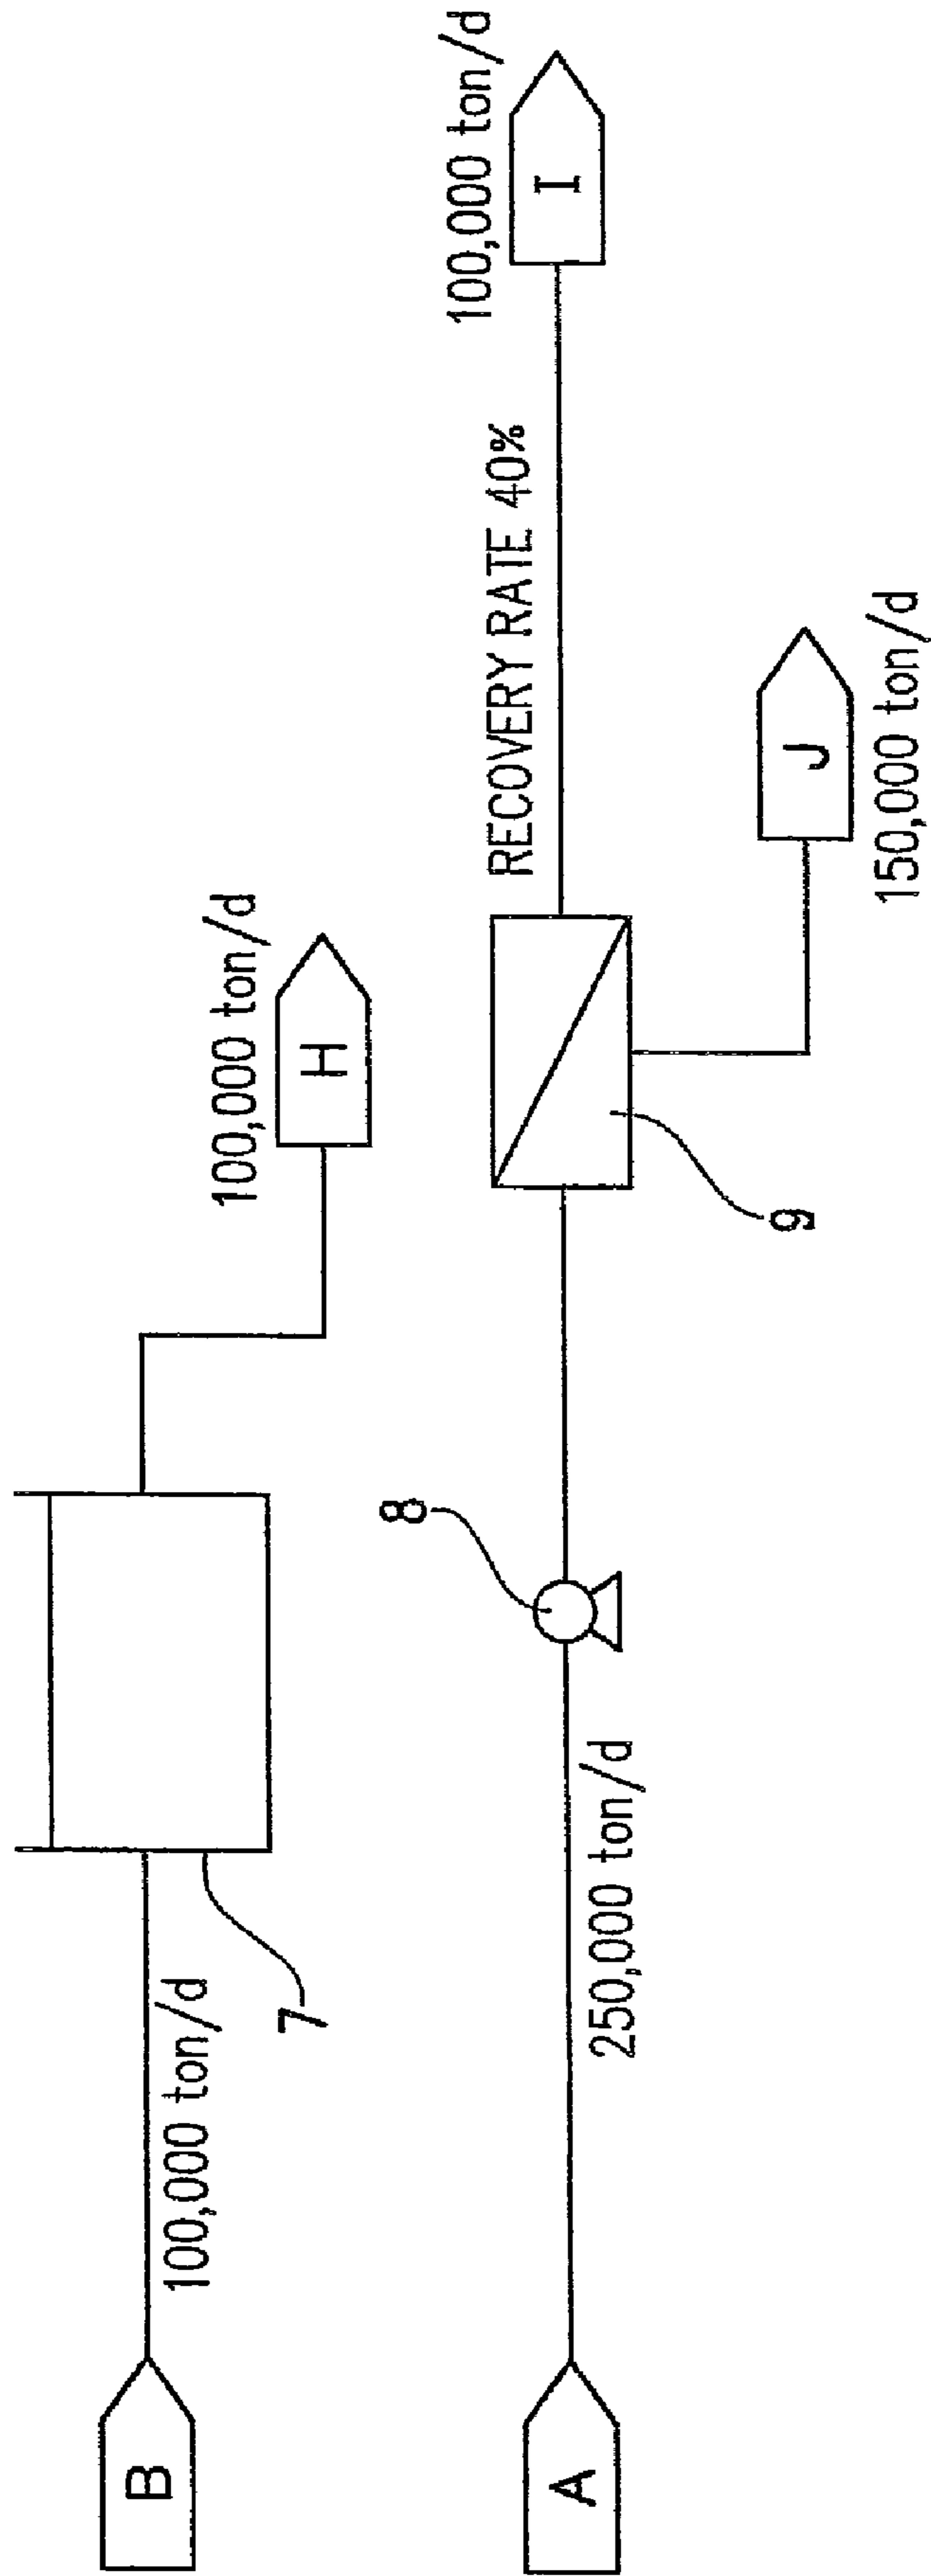 B
100,000 ton/d
7
100,000 ton/d
H
A
250,000 ton/d
8
9
RECOVERY RATE 40%
100,000 ton/d
I
J
150,000 ton/d